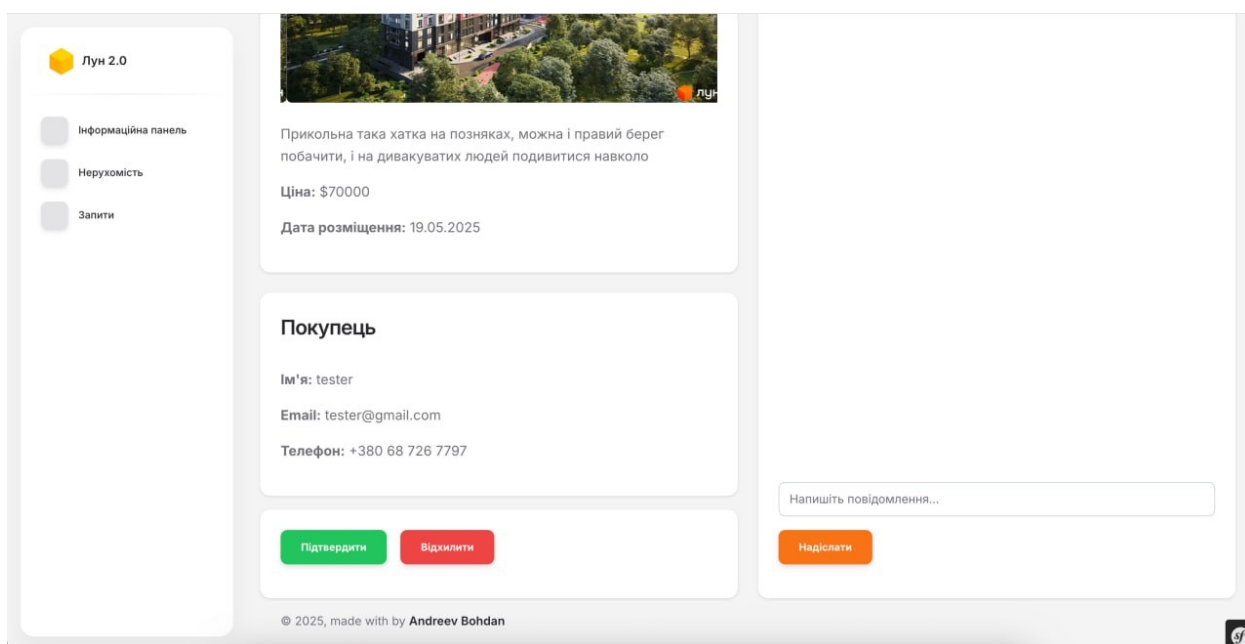 Лун 2.0
Інформаційна панель
Нерухомість
Запити
лун
Прикольна така хатка на позняках, можна і правий берег
побачити, і на дивакуватих людей подивитися навколо
Ціна: $70000
Дата розміщення: 19.05.2025
Покупець
Ім'я: tester
Email: tester@gmail.com
Телефон: +380 68 726 7797
Підтвердити
Відхилити
Напишіть повідомлення...
Надіслати
© 2025, made with by Andreev Bohdan